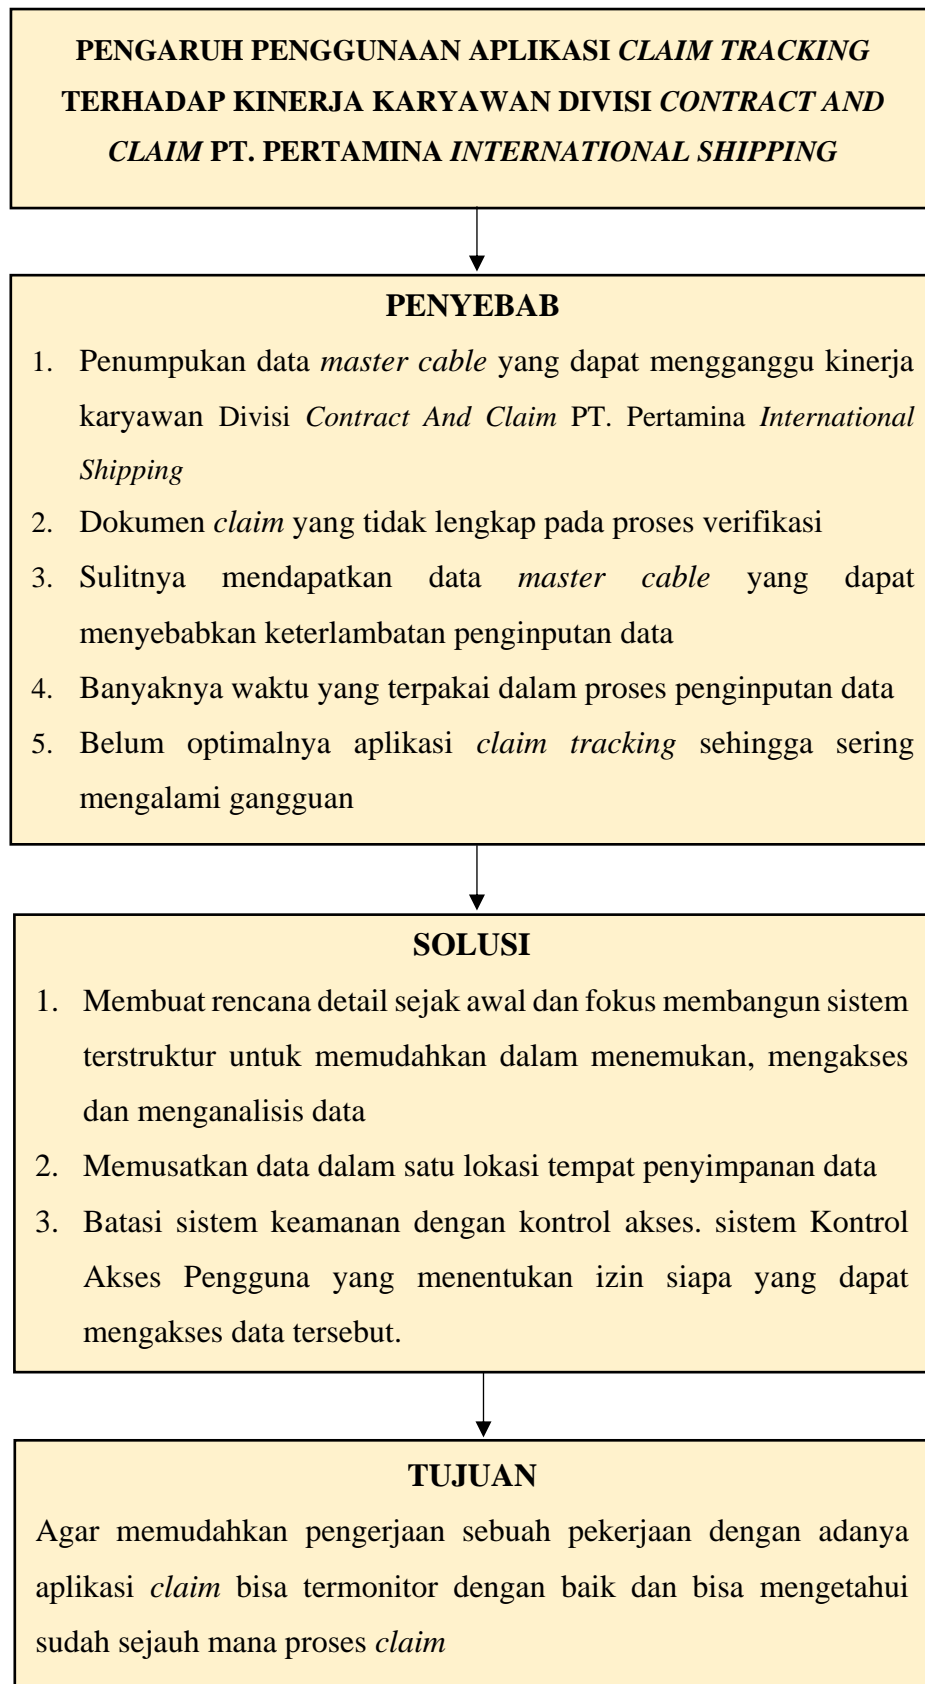 PENGARUH PENGGUNAAN APLIKASI CLAIM TRACKING
TERHADAP KINERJA KARYAWAN DIVISI CONTRACT AND
CLAIM PT. PERTAMINA INTERNATIONAL SHIPPING
PENYEBAB
1. Penumpukan data master cable yang dapat mengganggu kinerja
karyawan Divisi Contract And Claim PT. Pertamina International
Shipping
2. Dokumen claim yang tidak lengkap pada proses verifikasi
3. Sulitnya mendapatkan data master cable yang dapat
menyebabkan keterlambatan penginputan data
4. Banyaknya waktu yang terpakai dalam proses penginputan data
5. Belum optimalnya aplikasi claim tracking sehingga sering
mengalami gangguan
SOLUSI
1. Membuat rencana detail sejak awal dan fokus membangun sistem
terstruktur untuk memudahkan dalam menemukan, mengakses
dan menganalisis data
2. Memusatkan data dalam satu lokasi tempat penyimpanan data
3. Batasi sistem keamanan dengan kontrol akses. sistem Kontrol
Akses Pengguna yang menentukan izin siapa yang dapat
mengakses data tersebut.
TUJUAN
Agar memudahkan pengerjaan sebuah pekerjaan dengan adanya
aplikasi claim bisa termonitor dengan baik dan bisa mengetahui
sudah sejauh mana proses claim